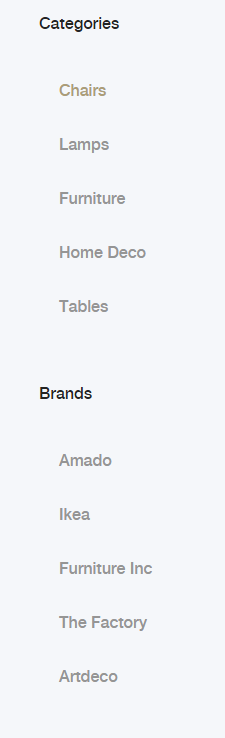 Categories
Chairs
Lamps
Furniture
Home Deco
Tables
Brands
Amado
Ikea
Furniture Inc
The Factory
Artdeco